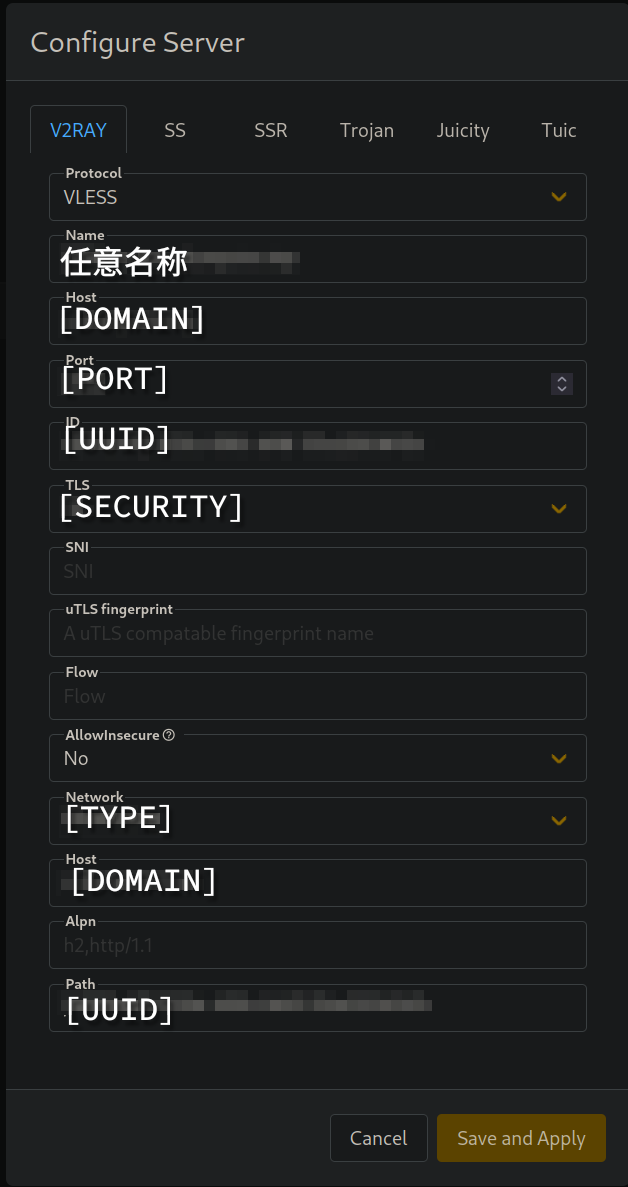 Configure Server
V2RAY SS SSR Trojan Juicity Tuic
Protocol
VLESS
Name
任意名称
Host
[DOMAIN]
Port
[PORT]
ID
[UUID]
TLS
[SECURITY]
SNI
SNI
uTLS fingerprint
A uTLS compatable fingerprint name
Flow
Flow
AllowInsecure
No
Network
[TYPE]
Host
[DOMAIN]
Alpn
h2,http/1.1
Path
[UUID]
Cancel Save and Apply